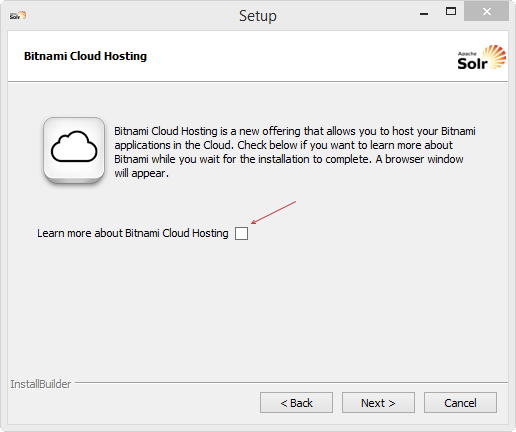 Solr
Setup
Bitnami Cloud Hosting
Apache
Solr
Bitnami Cloud Hosting is a new offering that allows you to host your Bitnami
applications in the Cloud. Check below if you want to learn more about
Bitnami while you wait for the installation to complete. A browser window
will appear.
Learn more about Bitnami Cloud Hosting
InstallBuilder
< Back
Next >
Cancel